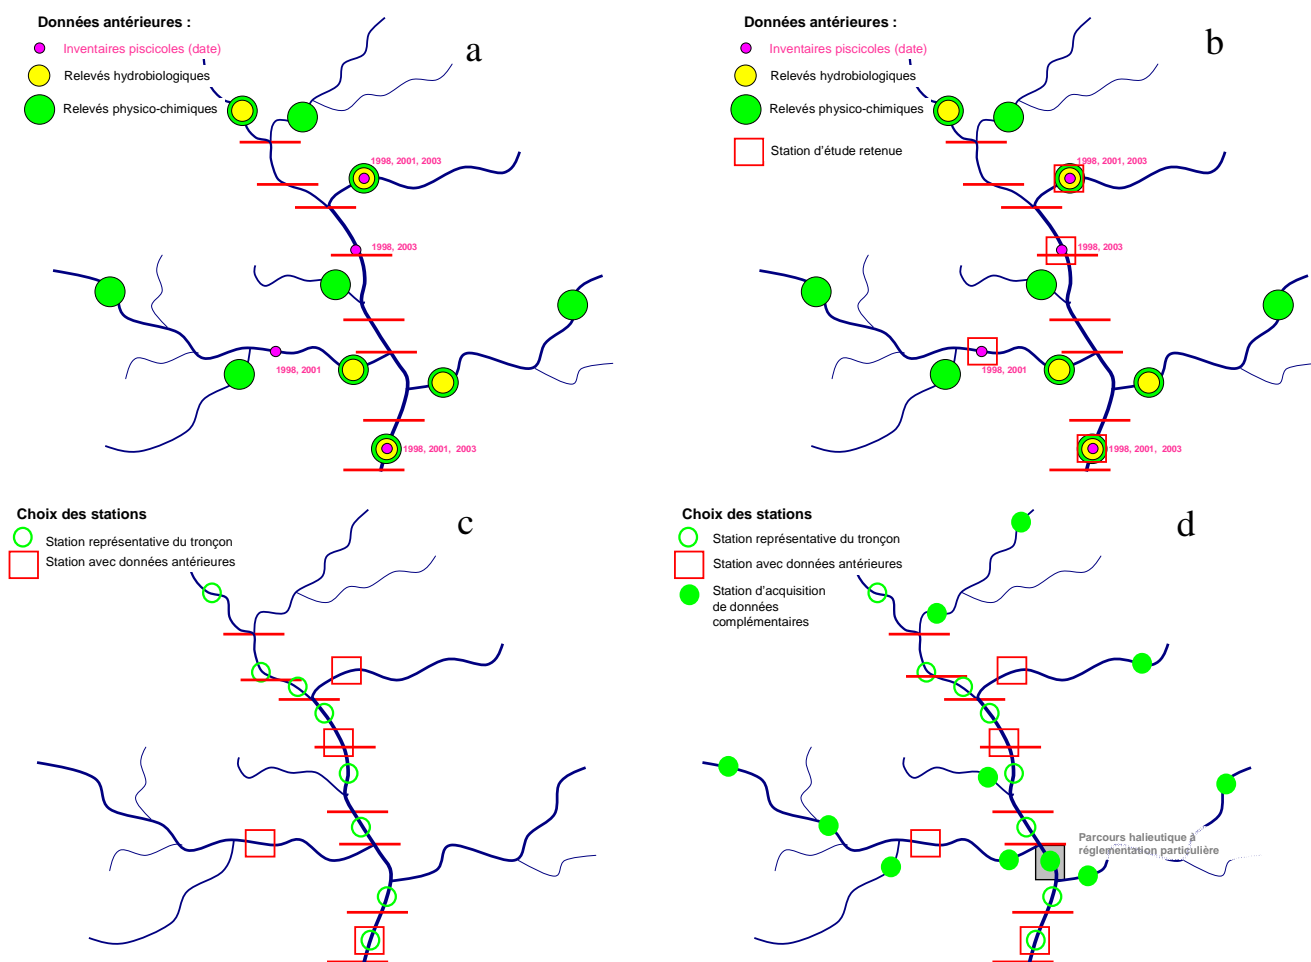 Données antérieures :
a
Inventaires piscicoles (date)
Relevés hydrobiologiques
Relevés physico-chimiques
1998, 2001, 2003
1998, 2003
1998, 2001
1998, 2001, 2003
Données antérieures :
b
Inventaires piscicoles (date)
Relevés hydrobiologiques
Relevés physico-chimiques
Station d'étude retenue
1998, 2001, 2003
1998, 2003
1998, 2001
1998, 2001, 2003
Choix des stations
c
Station représentative du tronçon
Station avec données antérieures
Choix des stations
d
Station représentative du tronçon
Station avec données antérieures
Station d'acquisition
de données
complémentaires
Parcours halieutique à
réglementation particulière